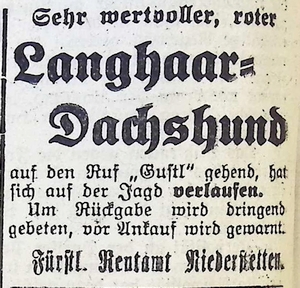 Sehr wertvoller, roter
Langhaar=
Dachshund
auf den Ruf „Gustl“ gehend, hat
sich auf der Jagd verlaufen.
Um Rückgabe wird dringend
gebeten, vor Ankauf wird gewarnt.
Fürstl. Rentamt Niederstetten.